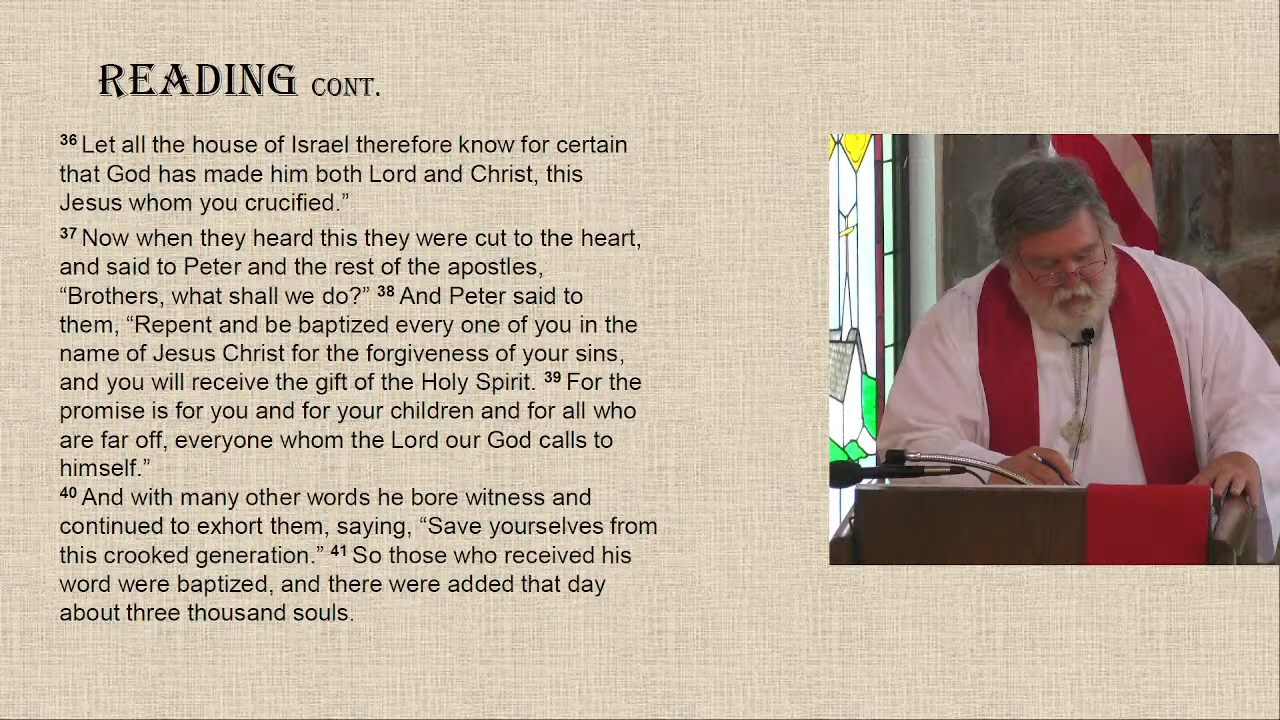 READING CONT.
36 Let all the house of Israel therefore know for certain
that God has made him both Lord and Christ, this
Jesus whom you crucified.”
37 Now when they heard this they were cut to the heart,
and said to Peter and the rest of the apostles,
“Brothers, what shall we do?” 38 And Peter said to
them, “Repent and be baptized every one of you in the
name of Jesus Christ for the forgiveness of your sins,
and you will receive the gift of the Holy Spirit. 39 For the
promise is for you and for your children and for all who
are far off, everyone whom the Lord our God calls to
himself.”
40 And with many other words he bore witness and
continued to exhort them, saying, “Save yourselves from
this crooked generation.” 41 So those who received his
word were baptized, and there were added that day
about three thousand souls.